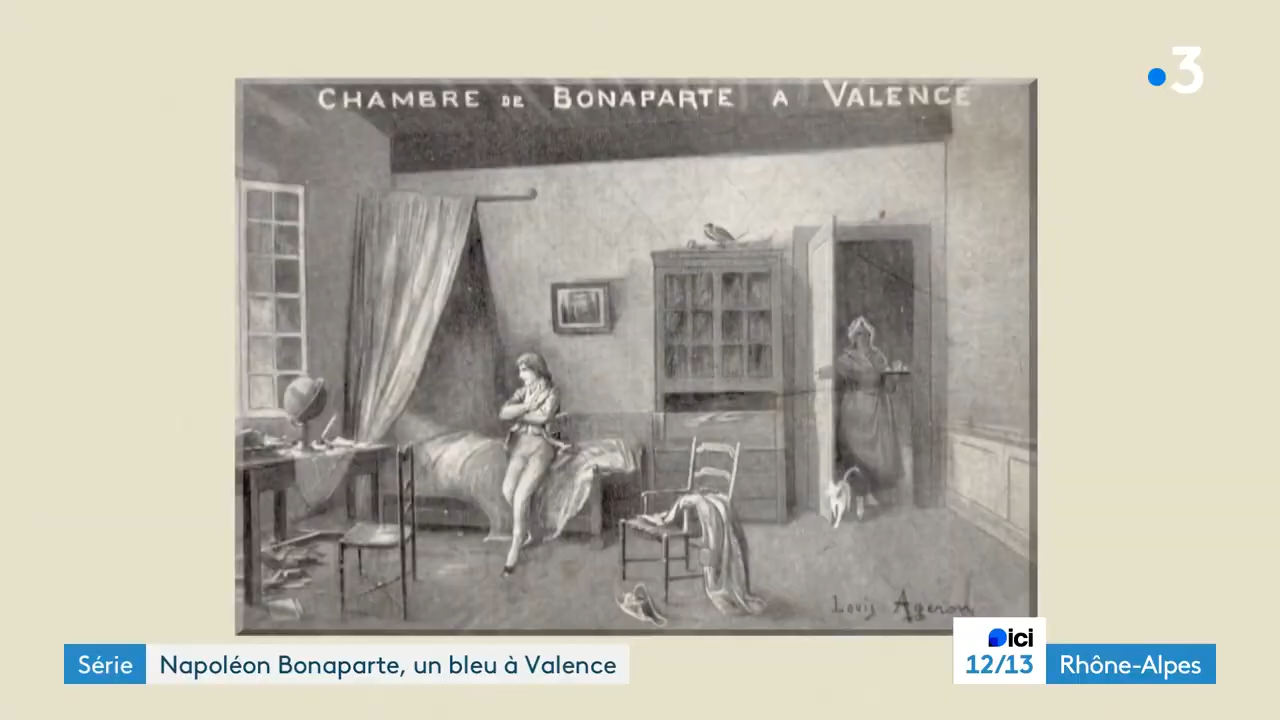 3
CHAMBRE DE BONAPARTE A VALENCE
Louis Ageron
Série
Napoléon Bonaparte, un bleu à Valence
ici
12/13
Rhône-Alpes